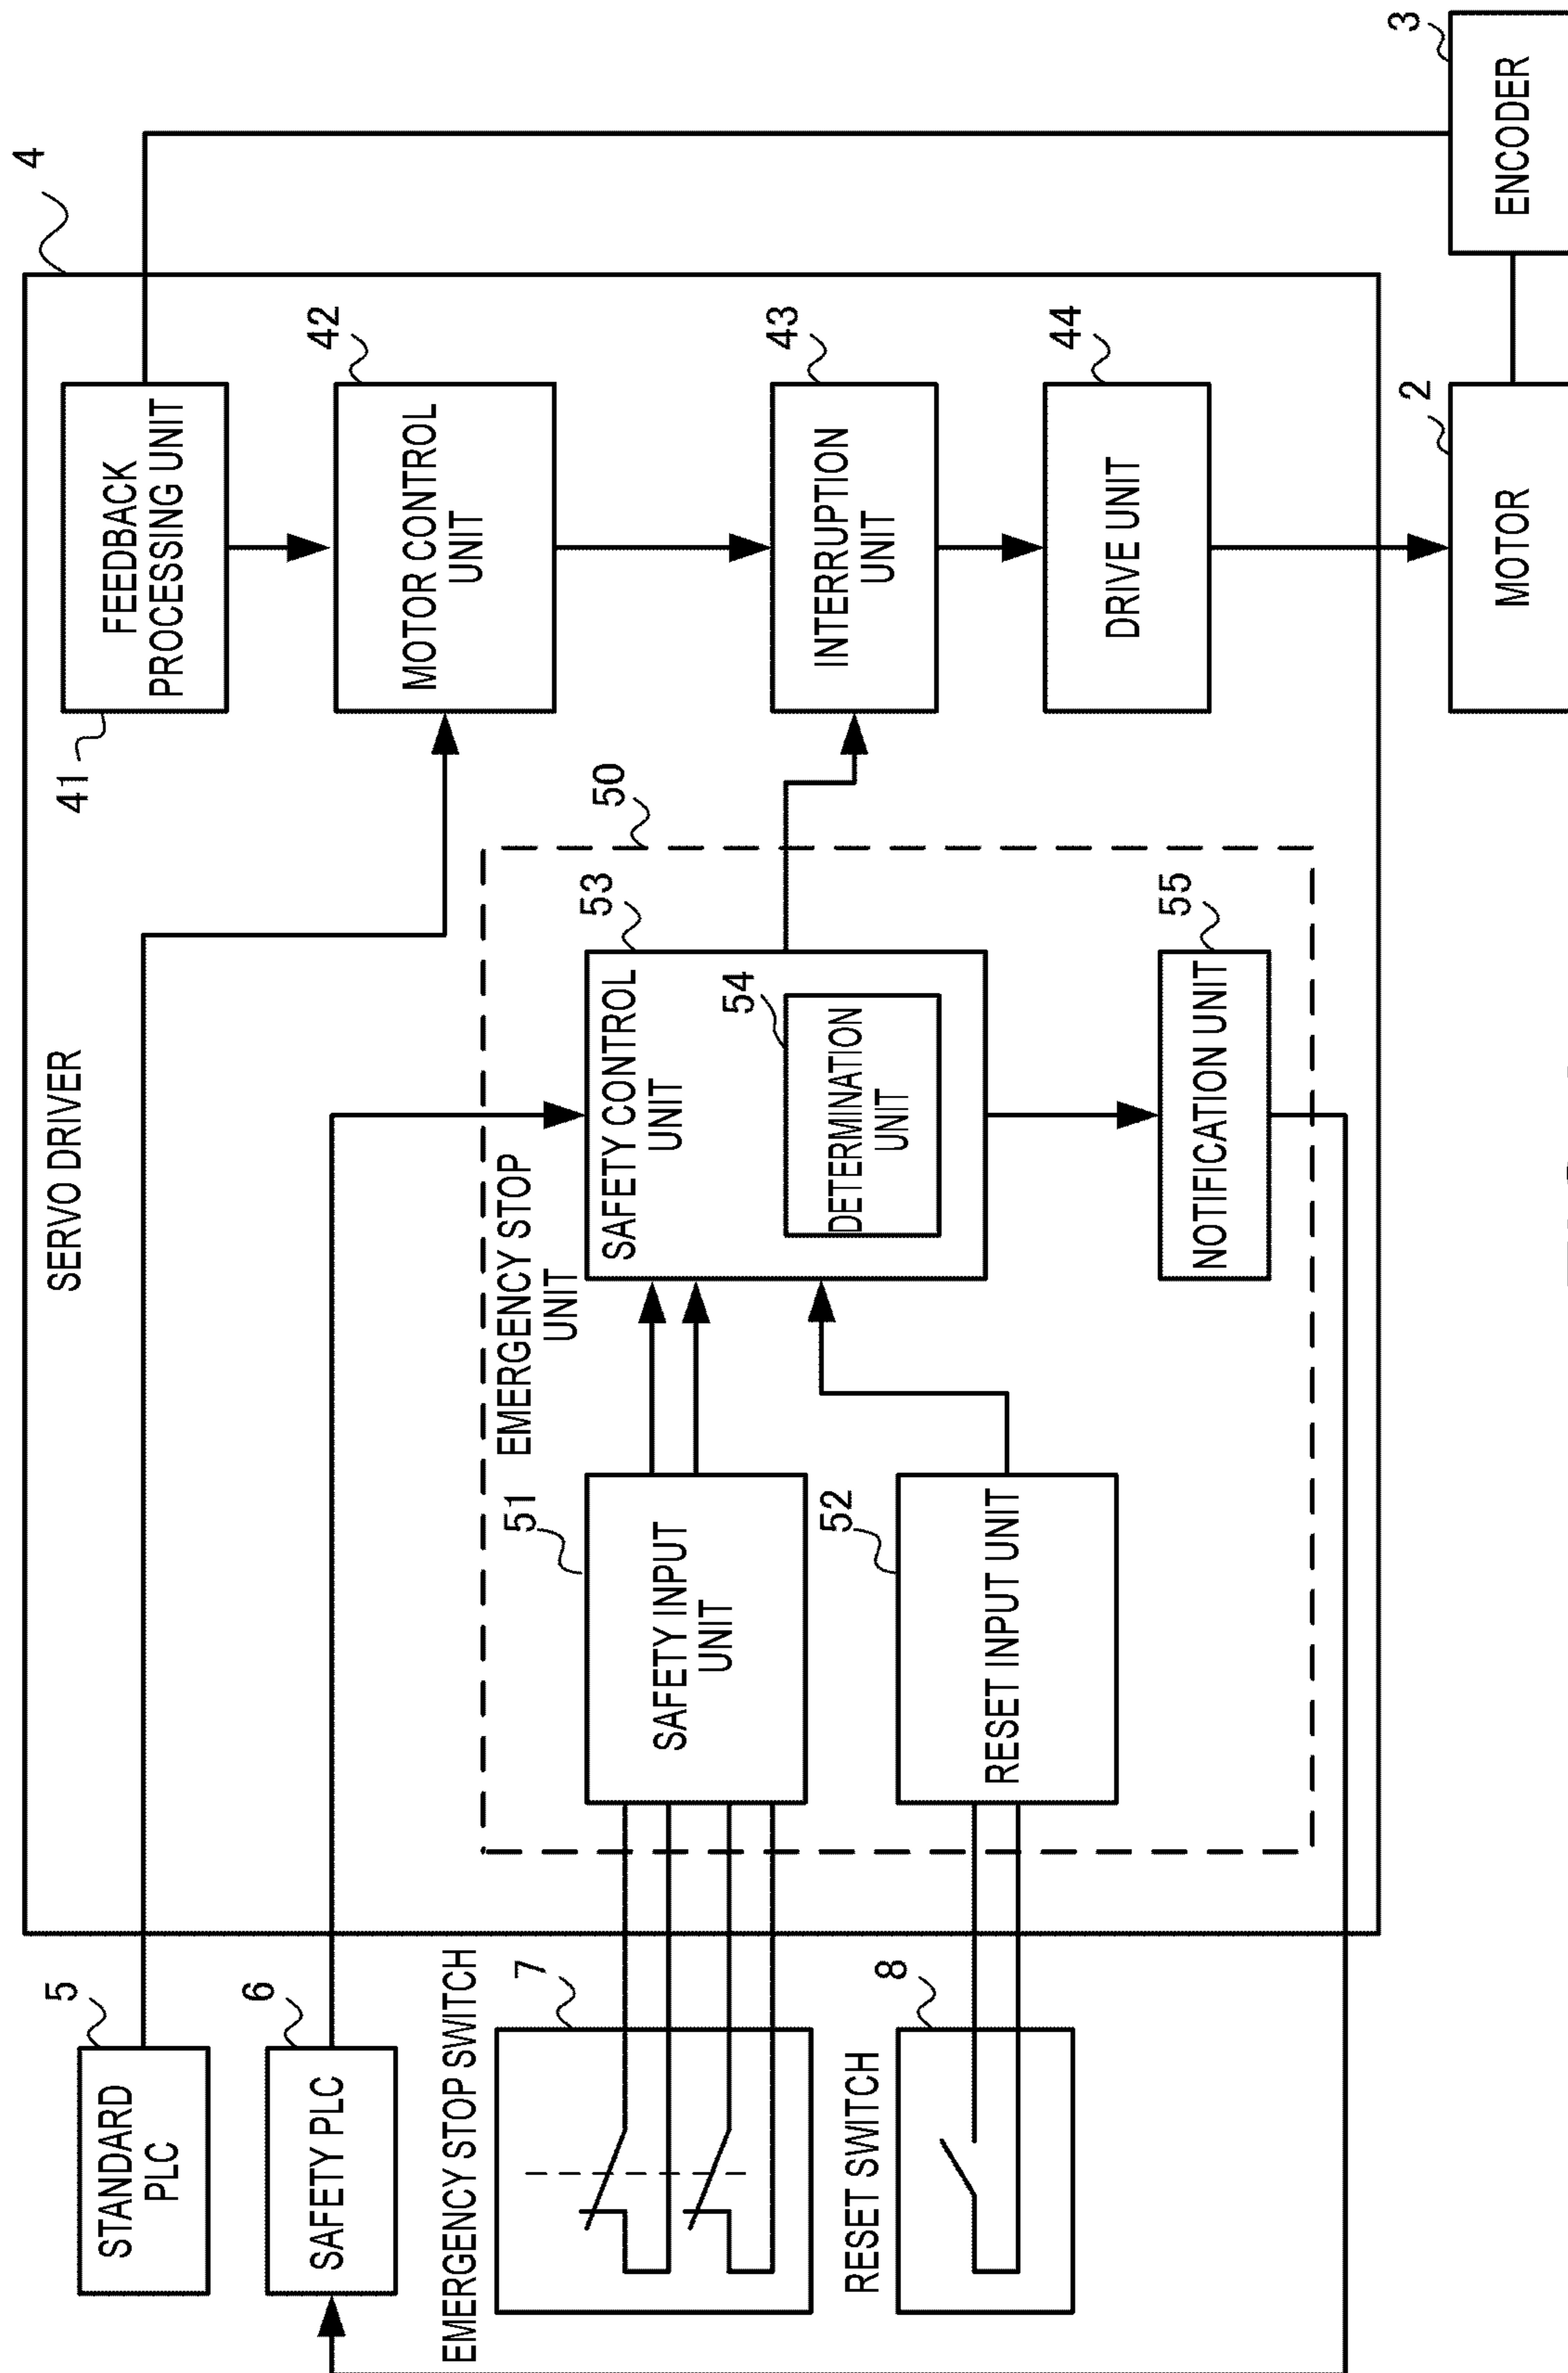 4
SERVO DRIVER
5
STANDARD
PLC
41
FEEDBACK
PROCESSING UNIT
6
SAFETY PLC
42
MOTOR CONTROL
UNIT
EMERGENCY STOP SWITCH
7
EMERGENCY STOP
UNIT
50
51
SAFETY INPUT
UNIT
53
SAFETY CONTROL
UNIT
54
DETERMINATION
UNIT
43
INTERRUPTION
UNIT
RESET SWITCH
8
52
RESET INPUT UNIT
44
DRIVE UNIT
55
NOTIFICATION UNIT
2
MOTOR
3
ENCODER